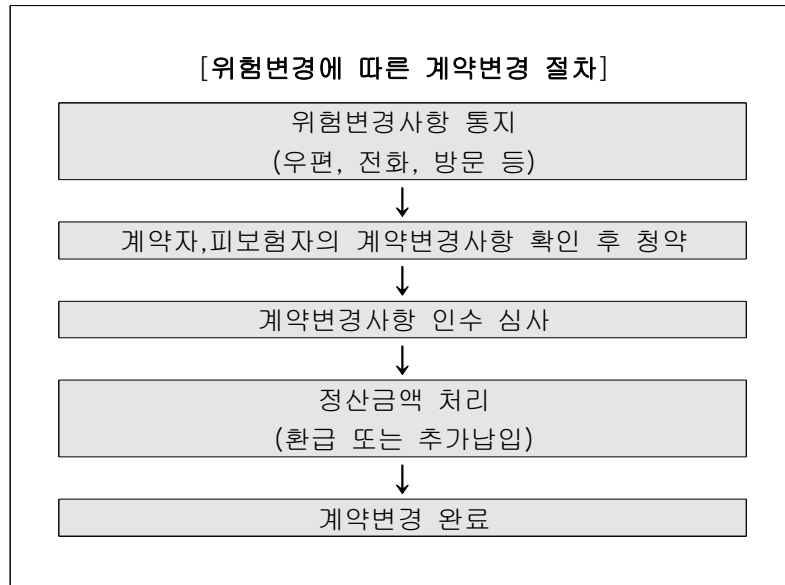 [위험변경에 따른 계약변경 절차]
위험변경사항 통지
(우편, 전화, 방문 등)
↓
계약자,피보험자의 계약변경사항 확인 후 청약
↓
계약변경사항 인수 심사
↓
정산금액 처리
(환급 또는 추가납입)
↓
계약변경 완료